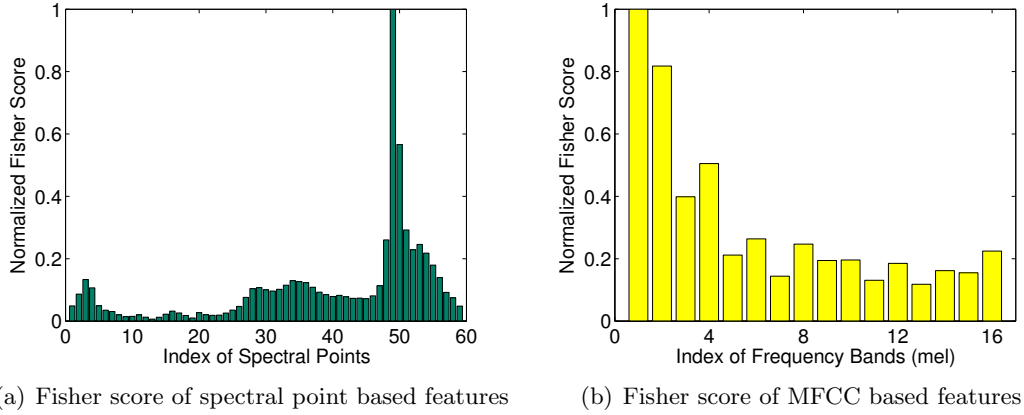 1
0.8
0.6
0.4
0.2
0
Normalized Fisher Score
0 10 20 30 40 50 60
Index of Spectral Points
a) Fisher score of spectral point based features
1
0.8
0.6
0.4
0.2
0
Normalized Fisher Score
0 4 8 12 16
Index of Frequency Bands (mel)
(b) Fisher score of MFCC based features